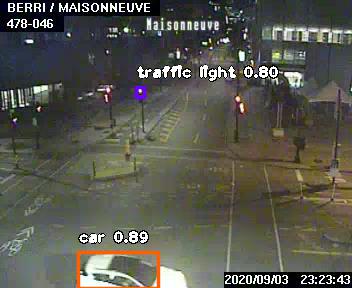 BERRI / MAISONNEUVE
478-046
Maisonneuve
traffic light 0.80
car 0.89
2020/09/03 23:23:43